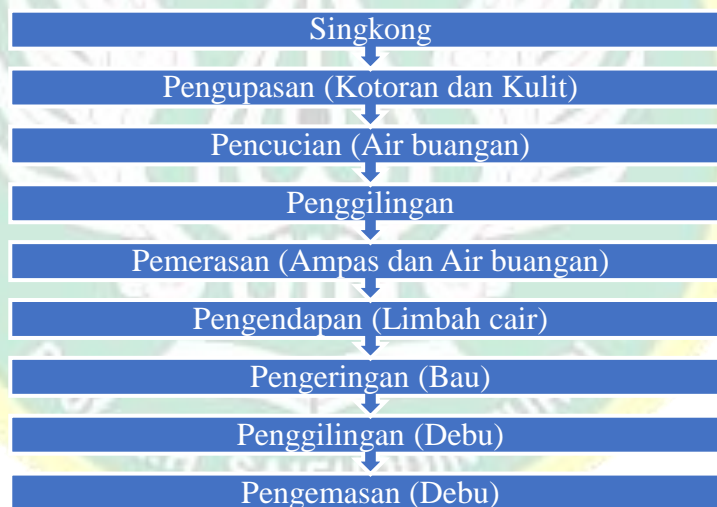 Singkong
Pengupasan (Kotoran dan Kulit)
Pencucian (Air buangan)
Penggilingan
Pemerasan (Ampas dan Air buangan)
Pengendapan (Limbah cair)
Pengeringan (Bau)
Penggilingan (Debu)
Pengemasan (Debu)